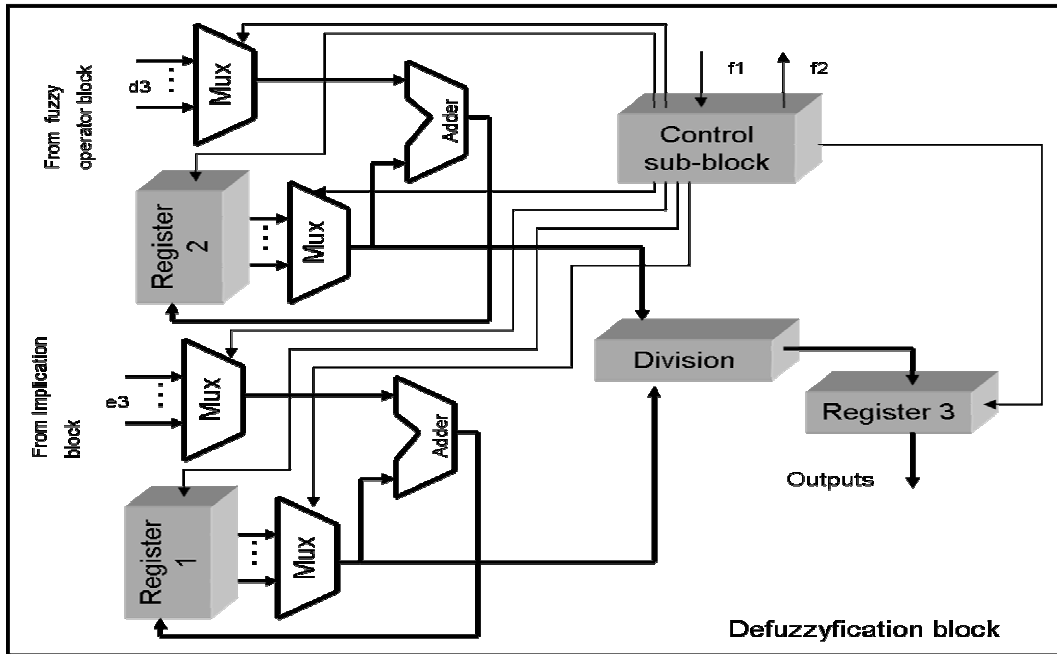 From fuzzy
operator block
d3
Mux
Adder
f1
f2
Control
sub-block
Register
2
Mux
From Implication
block
e3
Mux
Adder
Division
Register 3
Outputs
Register
1
Mux
Defuzzyfication block